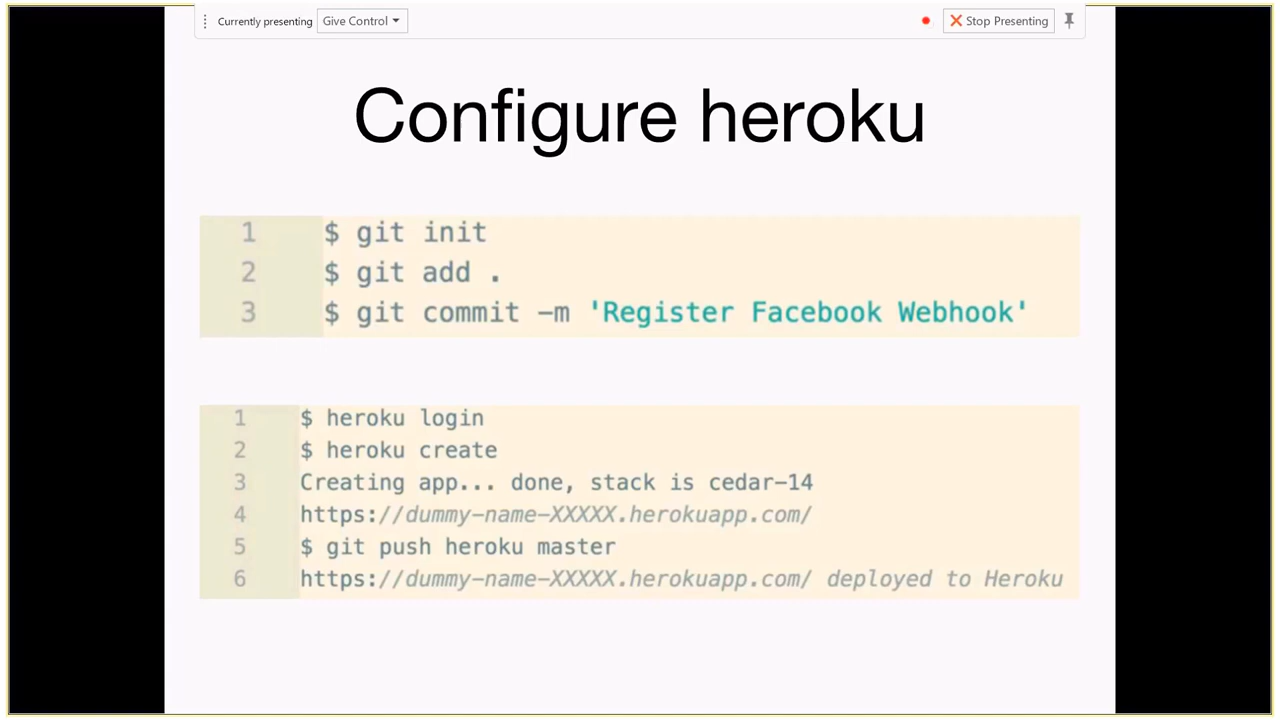 Currently presenting Give Control Stop Presenting
Configure heroku
1 $ git init
2 $ git add .
3 $ git commit -m 'Register Facebook Webhook'
1 $ heroku login
2 $ heroku create
3 Creating app... done, stack is cedar-14
4 https://dummy-name-XXXXX.herokuapp.com/
5 $ git push heroku master
6 https://dummy-name-XXXXX.herokuapp.com/ deployed to Heroku